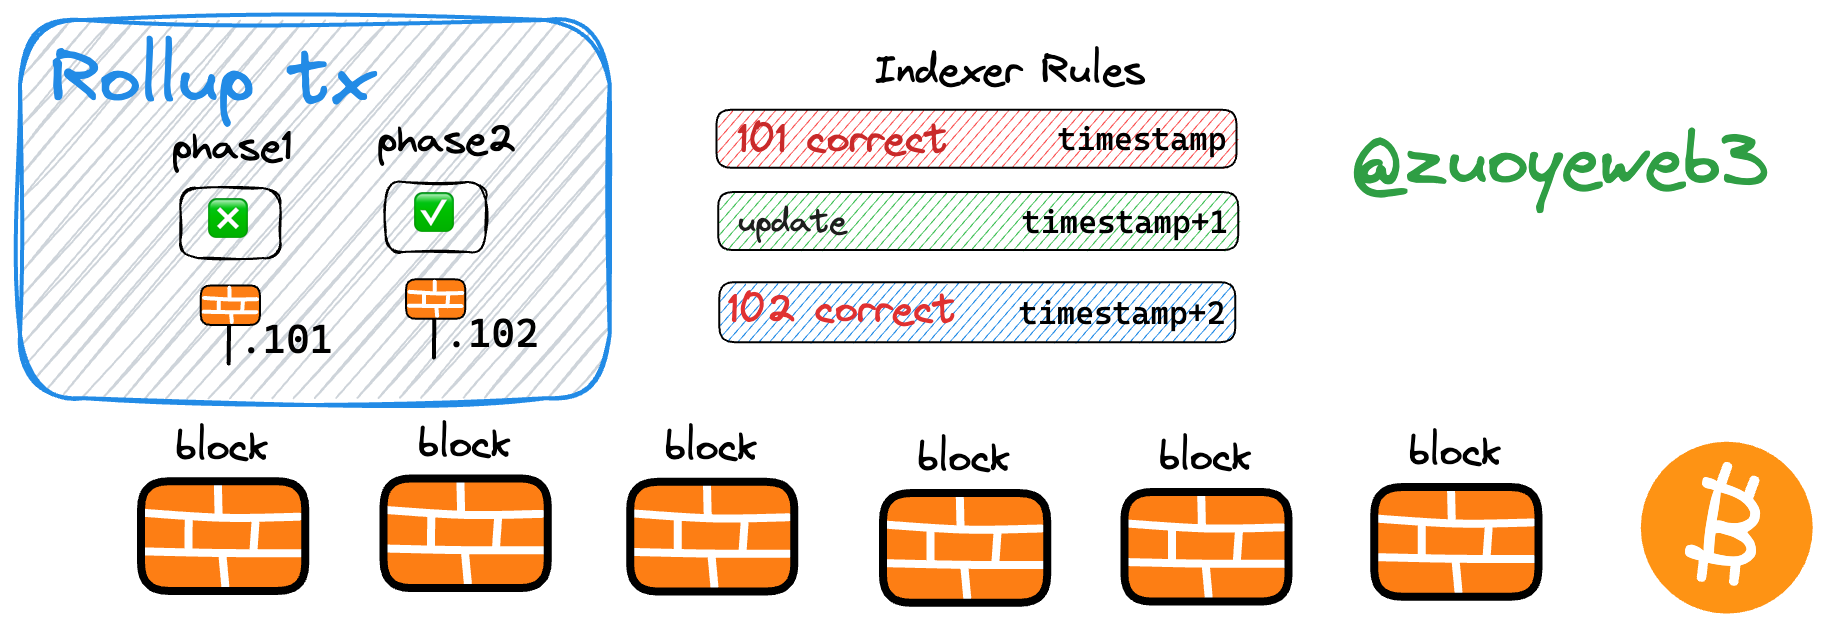 Rollup tx
phase1
phase2
.101
.102
Indexer Rules
101 correct timestamp
update timestamp+1
102 correct timestamp+2
@zuoyeweb3
block
block
block
block
block
block